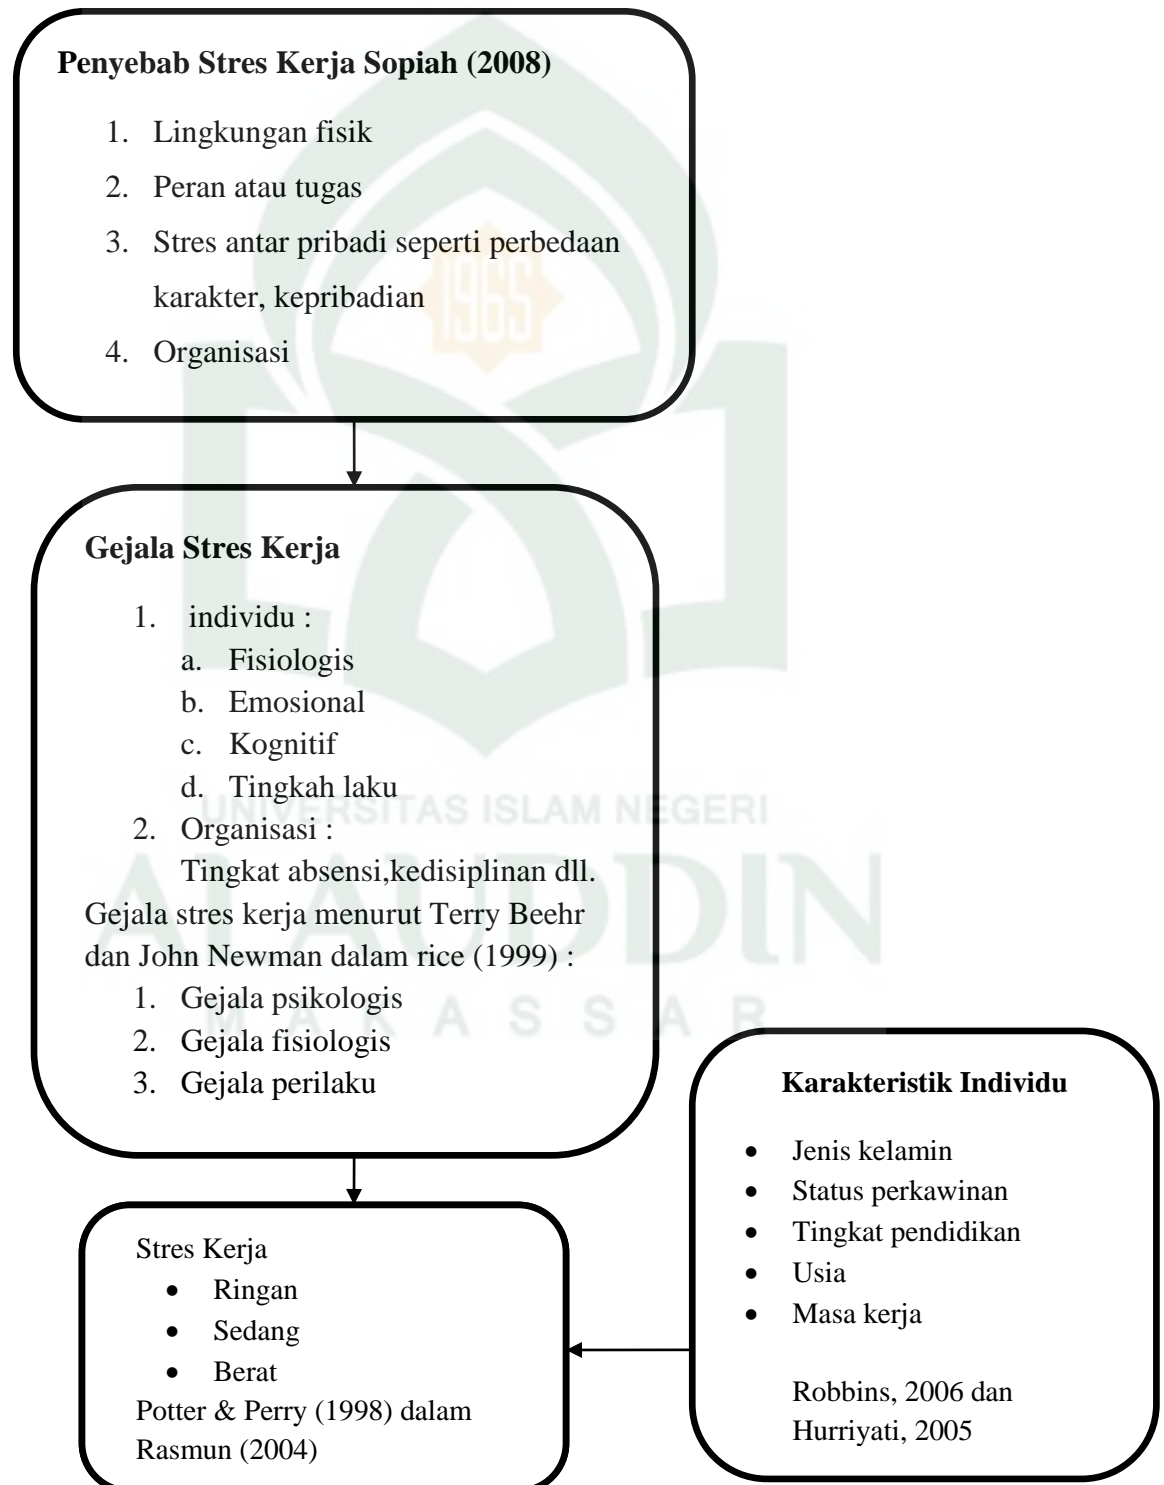 Penyebab Stres Kerja Sopiah (2008)
1. Lingkungan fisik
2. Peran atau tugas
3. Stres antar pribadi seperti perbedaan
karakter, kepribadian
4. Organisasi
1965
Gejala Stres Kerja
1. individu :
a. Fisiologis
b. Emosional
c. Kognitif
d. Tingkah laku
2. Organisasi :
Tingkat absensi,kedisiplinan dll.
Gejala stres kerja menurut Terry Beehr
dan John Newman dalam rice (1999) :
1. Gejala psikologis
2. Gejala fisiologis
3. Gejala perilaku
UNIVERSITAS ISLAM NEGERI
ALAUDDIN
MAKASSAR
Karakteristik Individu
• Jenis kelamin
• Status perkawinan
• Tingkat pendidikan
• Usia
• Masa kerja
Robbins, 2006 dan
Hurriyati, 2005
Stres Kerja
• Ringan
• Sedang
• Berat
Potter & Perry (1998) dalam
Rasmun (2004)